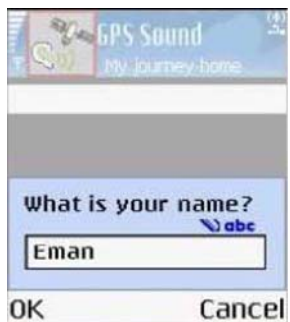 GPS Sound
My journey-home
What is your name?
abc
Eman
OK Cancel